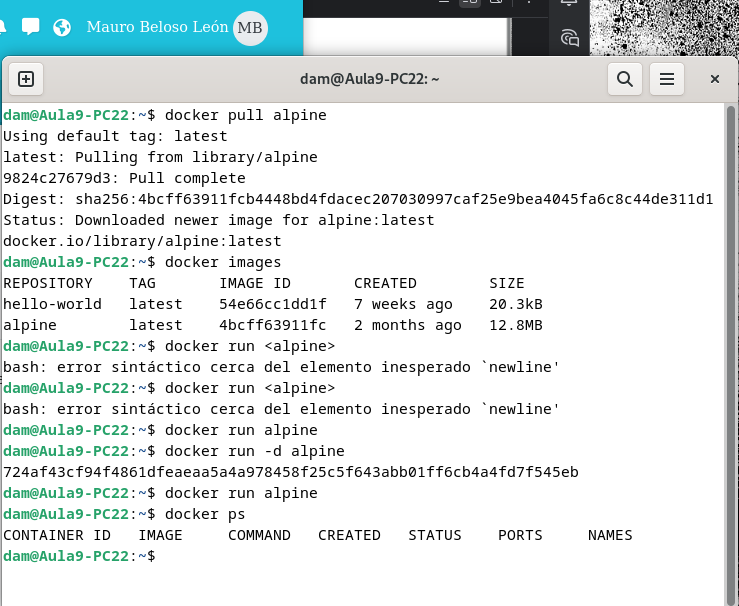 Mauro Beloso León MB
dam@Aula9-PC22: ~
dam@Aula9-PC22:~$ docker pull alpine
Using default tag: latest
latest: Pulling from library/alpine
9824c27679d3: Pull complete
Digest: sha256:4bcff63911fcb4448bd4fdacec207030997caf25e9bea4045fa6c8c44de311d1
Status: Downloaded newer image for alpine:latest
docker.io/library/alpine:latest
dam@Aula9-PC22:~$ docker images
REPOSITORY    TAG       IMAGE ID       CREATED        SIZE
hello-world   latest    54e66cc1dd1f   7 weeks ago    20.3kB
alpine        latest    4bcff63911fc   2 months ago   12.8MB
dam@Aula9-PC22:~$ docker run <alpine>
bash: error sintáctico cerca del elemento inesperado `newline'
dam@Aula9-PC22:~$ docker run <alpine>
bash: error sintáctico cerca del elemento inesperado `newline'
dam@Aula9-PC22:~$ docker run alpine
dam@Aula9-PC22:~$ docker run -d alpine
724af43cf94f4861dfeaeaa5a4a978458f25c5f643abb01ff6cb4a4fd7f545eb
dam@Aula9-PC22:~$ docker run alpine
dam@Aula9-PC22:~$ docker ps
CONTAINER ID   IMAGE     COMMAND   CREATED   STATUS    PORTS     NAMES
dam@Aula9-PC22:~$